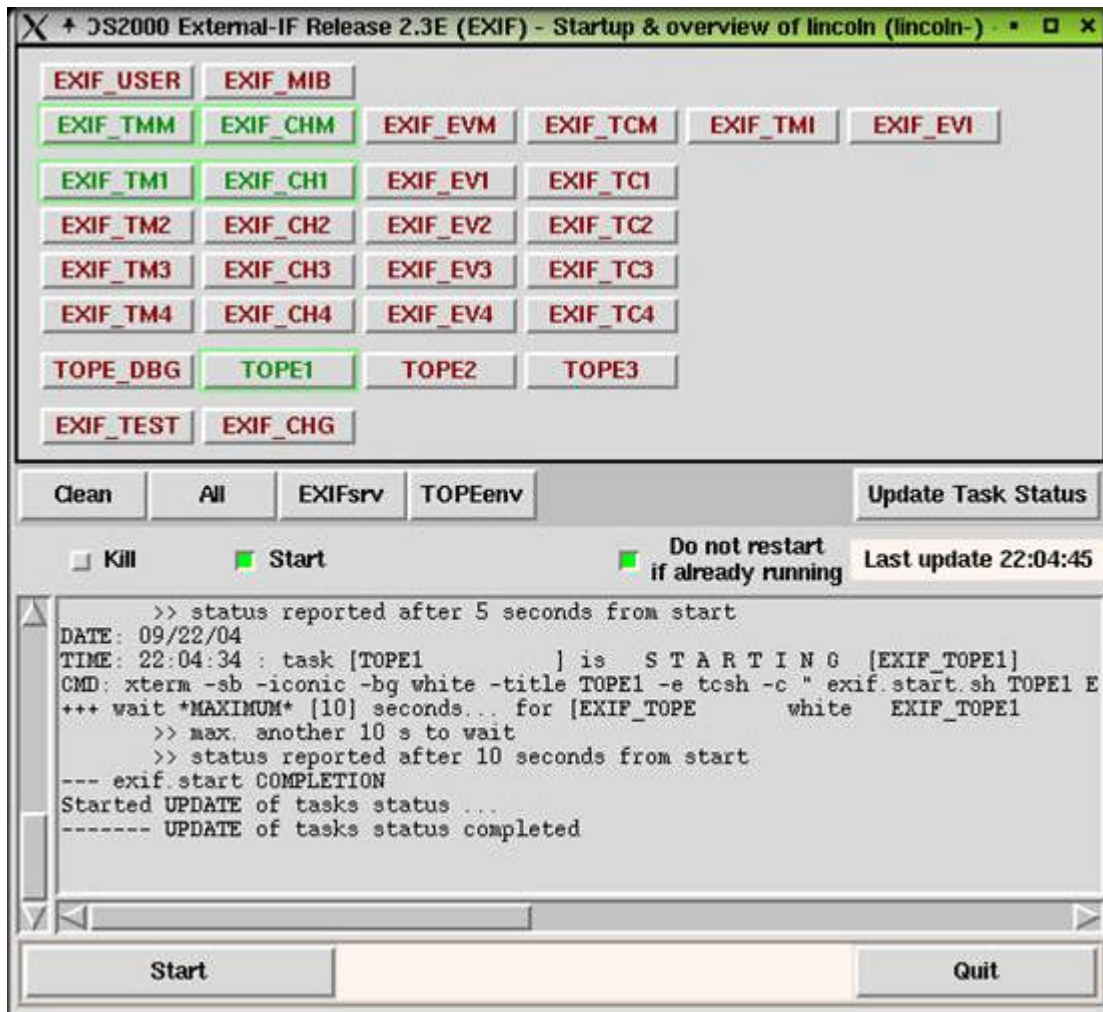 OS2000 External-IF Release 2.3E (EXIF) - Startup & overview of lincoln (lincoln-)
EXIF_USER EXIF_MIB
EXIF_TMM EXIF_CHM EXIF_EVM EXIF_TCM EXIF_TMI EXIF_EVI
EXIF_TM1 EXIF_CH1 EXIF_EV1 EXIF_TC1
EXIF_TM2 EXIF_CH2 EXIF_EV2 EXIF_TC2
EXIF_TM3 EXIF_CH3 EXIF_EV3 EXIF_TC3
EXIF_TM4 EXIF_CH4 EXIF_EV4 EXIF_TC4
TOPE_DBG TOPE1 TOPE2 TOPE3
EXIF_TEST EXIF_CHG
Clean All EXIFsrv TOPEenv Update Task Status
Kill Start Do not restart
if already running Last update 22:04:45
>> status reported after 5 seconds from start
DATE: 09/22/04
TIME: 22:04:34 : task [TOPE1 ] is S T A R T I N G [EXIF_TOPE1]
CMD: xterm -sb -iconic -bg white -title TOPE1 -e tcsh -c " exif.start.sh TOPE1 E
+++ wait *MAXIMUM* [10] seconds... for [EXIF_TOPE white EXIF_TOPE1
>> max. another 10 s to wait
>> status reported after 10 seconds from start
--- exif.start COMPLETION
Started UPDATE of tasks status ...
------- UPDATE of tasks status completed
Start Quit